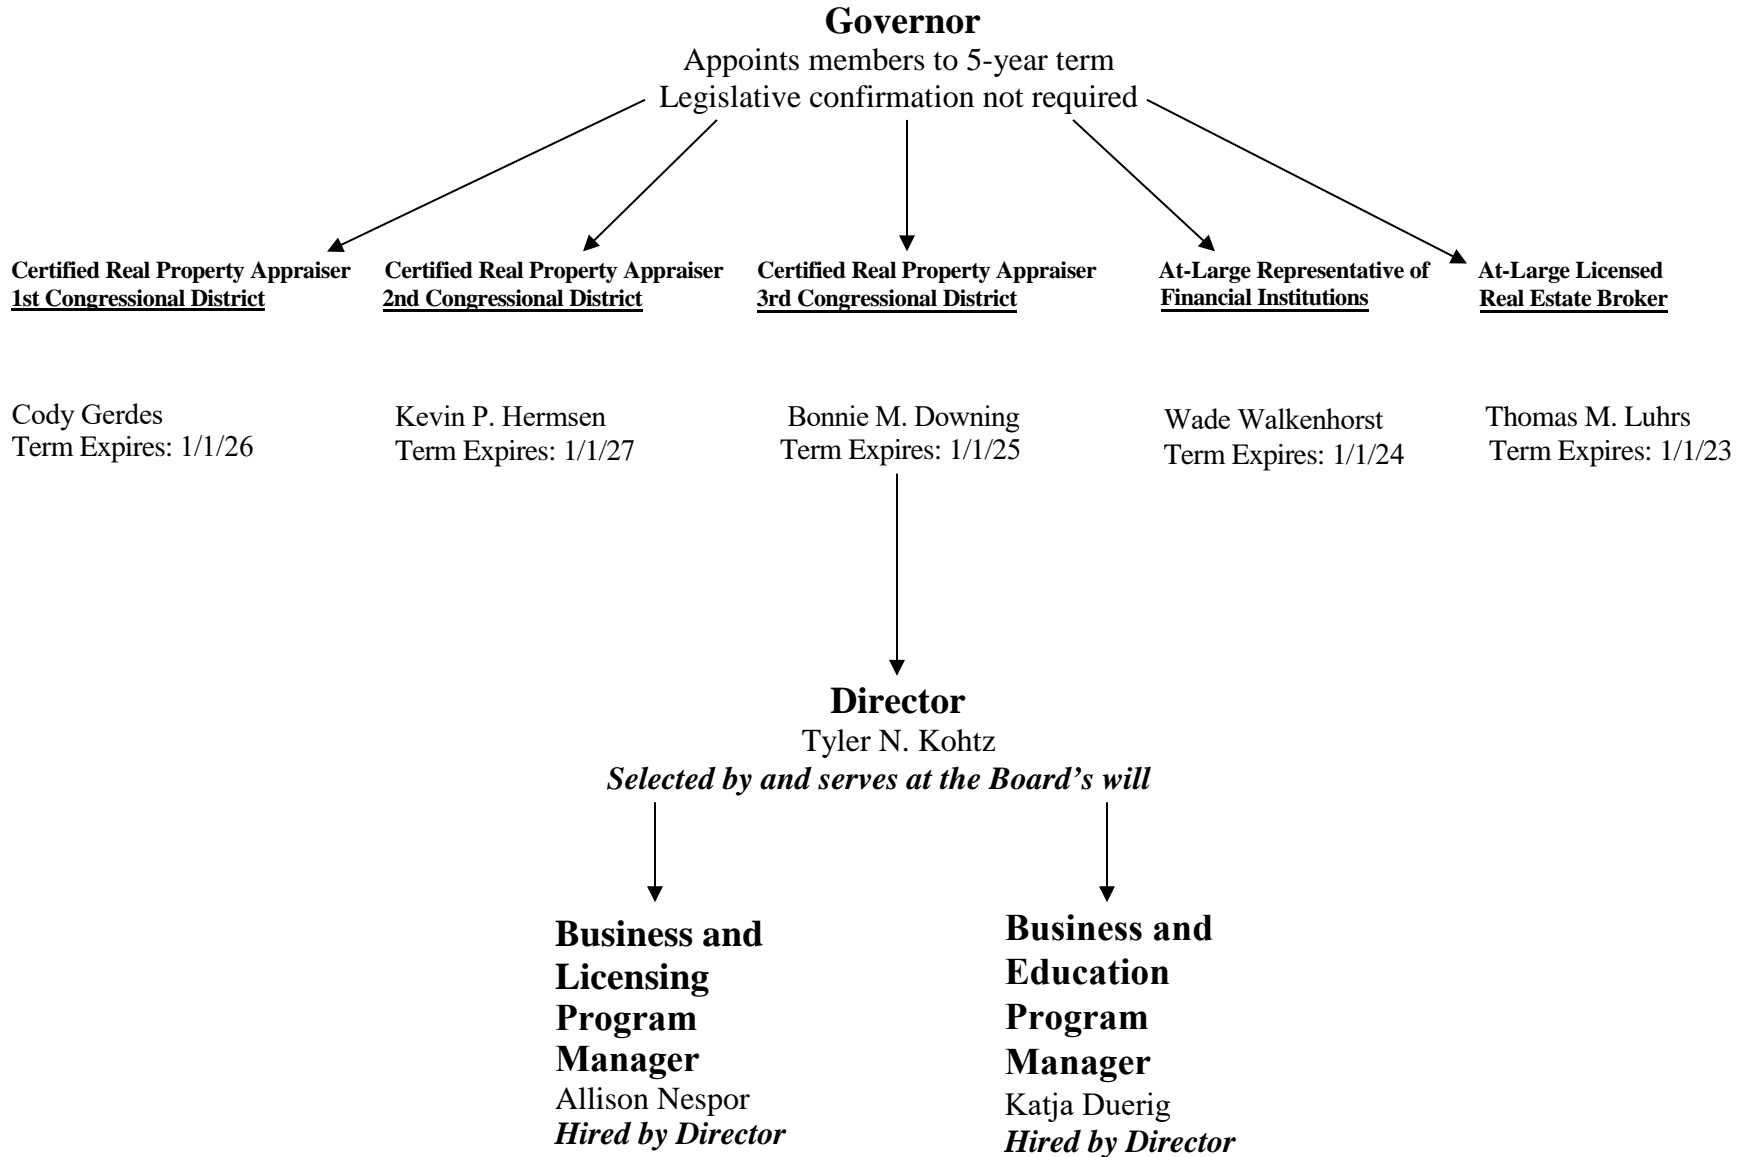 Governor
Appoints members to 5-year term
Legislative confirmation not required
Certified Real Property Appraiser
1st Congressional District
Certified Real Property Appraiser
2nd Congressional District
Certified Real Property Appraiser
3rd Congressional District
At-Large Representative of
Financial Institutions
At-Large Licensed
Real Estate Broker
Cody Gerdes
Term Expires: 1/1/26
Kevin P. Hermsen
Term Expires: 1/1/27
Bonnie M. Downing
Term Expires: 1/1/25
Wade Walkenhorst
Term Expires: 1/1/24
Thomas M. Luhrs
Term Expires: 1/1/23
Director
Tyler N. Kohtz
Selected by and serves at the Board’s will
Business and
Licensing
Program
Manager
Allison Nespor
Hired by Director
Business and
Education
Program
Manager
Katja Duerig
Hired by Director